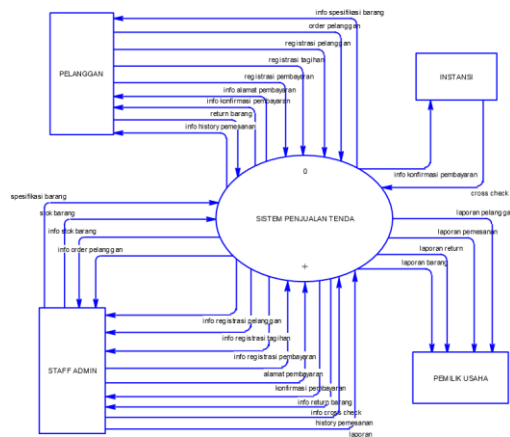 info spesifikasi barang
order pelanggan
registrasi pelanggan
registrasi tagihan
registrasi pembayaran
info alamat pembayaran
info konfirmasi pembayaran
return barang
info history pemesanan
PELANGGAN
INSTANSI
info konfirmasi pembayaran
cross check
0
SISTEM PENJUALAN TENDA
+
spesifikasi barang
stok barang
info stok barang
info order pelanggan
laporan pelangga
laporan pemesanan
laporan return
laporan barang
info registrasi pelanggan
info registrasi tagihan
info registrasi pembayaran
alamat pembayaran
konfirmasi pembayaran
info return barang
info cross check
history pemesanan
laporan
STAFF ADMIN
PEMILIK USAHA